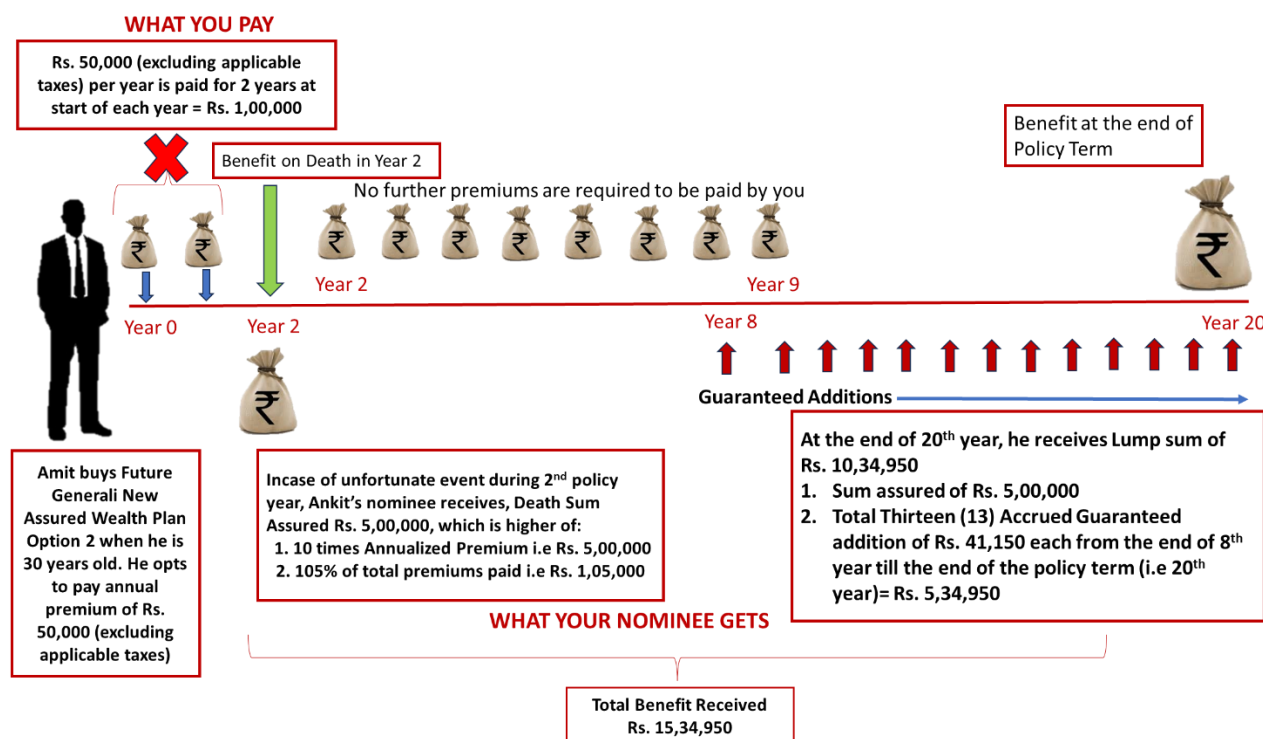 WHAT YOU PAY
Rs. 50,000 (excluding applicable
taxes) per year is paid for 2 years at
start of each year = Rs. 1,00,000
Benefit on Death in Year 2
No further premiums are required to be paid by you
Benefit at the end of
Policy Term
₹
₹
₹
₹
₹
₹
₹
₹
₹
₹
₹
Year 2
Year 9
Year 0
Year 2
Year 8
Year 20
₹
Guaranteed Additions
Amit buys Future
Generali New
Assured Wealth Plan
Option 2 when he is
30 years old. He opts
to pay annual
premium of Rs.
50,000 (excluding
applicable taxes)
Incase of unfortunate event during 2nd policy
year, Ankit's nominee receives, Death Sum
Assured Rs. 5,00,000, which is higher of:
1. 10 times Annualized Premium i.e Rs. 5,00,000
2. 105% of total premiums paid i.e Rs. 1,05,000
At the end of 20th year, he receives Lump sum of
Rs. 10,34,950
1. Sum assured of Rs. 5,00,000
2. Total Thirteen (13) Accrued Guaranteed
addition of Rs. 41,150 each from the end of 8th
year till the end of the policy term (i.e 20th
year)= Rs. 5,34,950
WHAT YOUR NOMINEE GETS
Total Benefit Received
Rs. 15,34,950